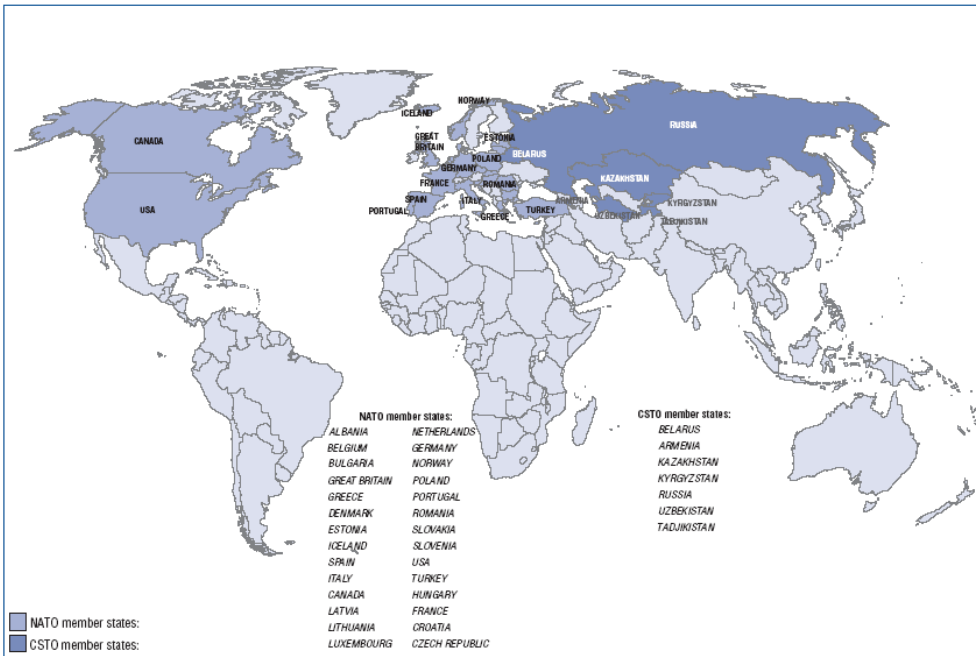 NORWAY
ICELAND
RUSSIA
CANADA
GREAT
BRITAIN
ESTONIA
POLAND
BELARUS
GERMANY
KAZAKHSTAN
FRANCE
ROMANIA
SPAIN
ITALY
ARMENIA
KYRGYZSTAN
USA
PORTUGAL
TURKEY
UZBEKISTAN
GREECE
TADJIKISTAN
NATO member states:
ALBANIA NETHERLANDS
BELGIUM GERMANY
BULGARIA NORWAY
GREAT BRITAIN POLAND
GREECE PORTUGAL
DENMARK ROMANIA
ESTONIA SLOVAKIA
ICELAND SLOVENIA
SPAIN USA
ITALY TURKEY
CANADA HUNGARY
LATVIA FRANCE
LITHUANIA CROATIA
LUXEMBOURG CZECH REPUBLIC
CSTO member states:
BELARUS
ARMENIA
KAZAKHSTAN
KYRGYZSTAN
RUSSIA
UZBEKISTAN
TADJIKISTAN
NATO member states:
CSTO member states: